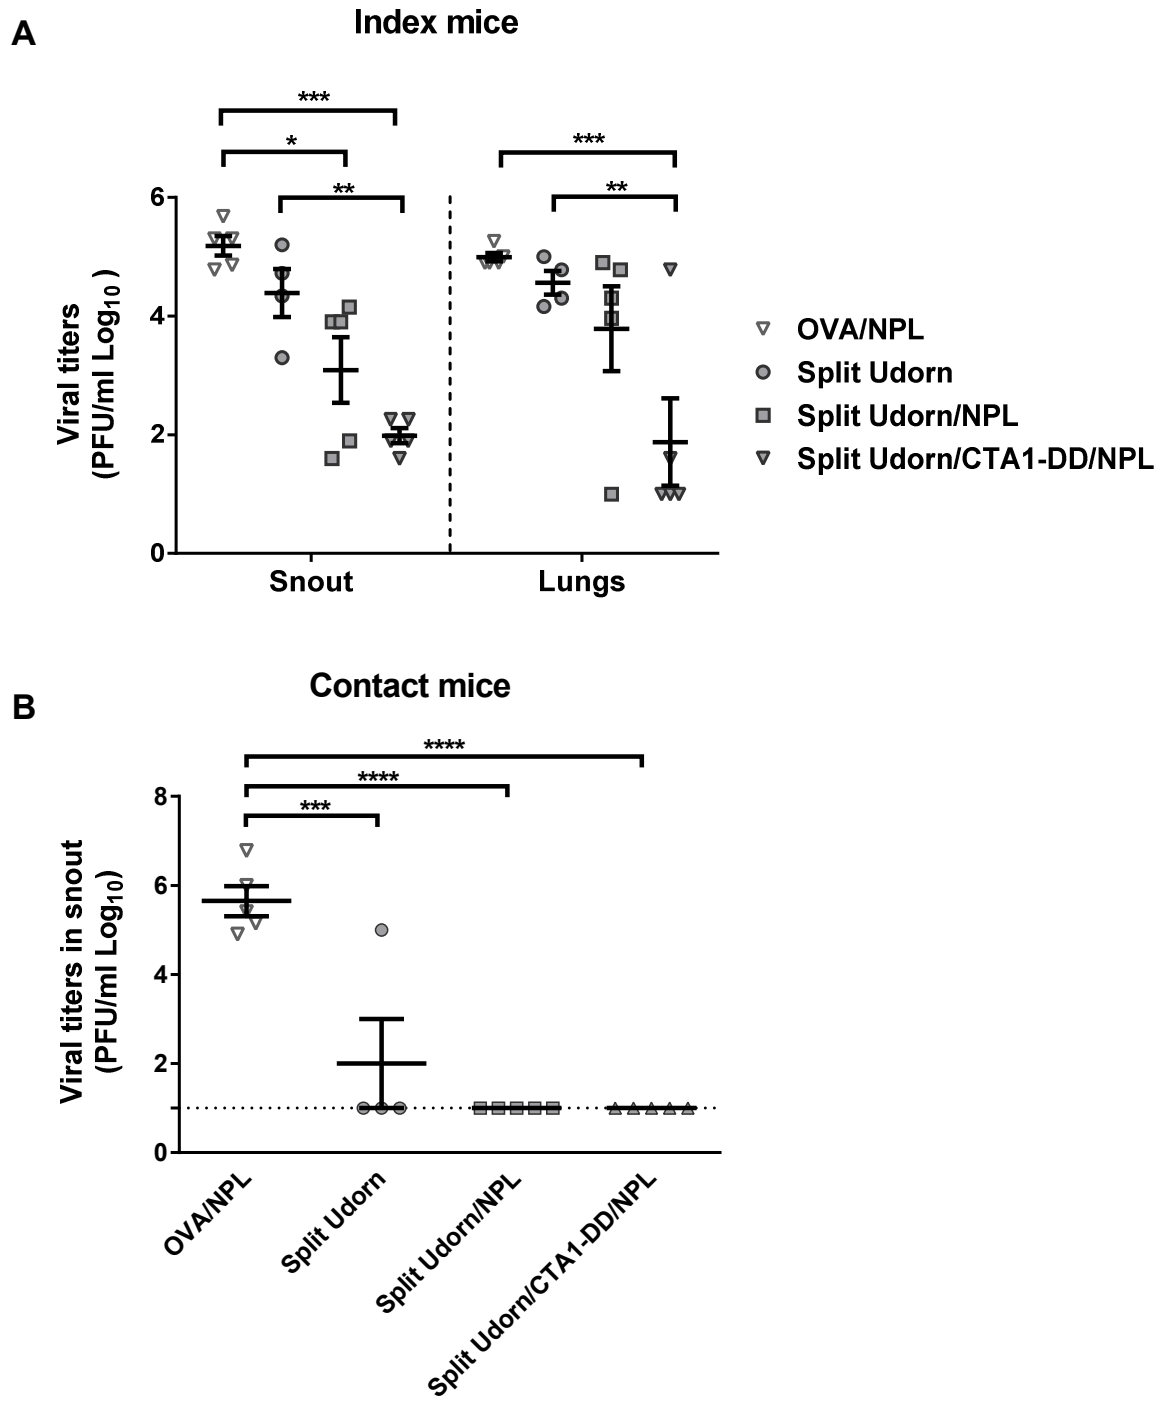 A
Index mice
***
*
**
***
**
6
4
2
0
Viral titers
(PFU/ml Log10 )
Snout
Lungs
OVA/NPL
Split Udorn
Split Udorn/NPL
Split Udorn/CTA1-DD/NPL
B
Contact mice
****
****
***
8
6
4
2
0
Viral titers in snout
(PFU/ml Log10)
OVA/NPL
Split Udorn
Split Udorn/NPL
Split Udorn/CTA1-DD/NPL